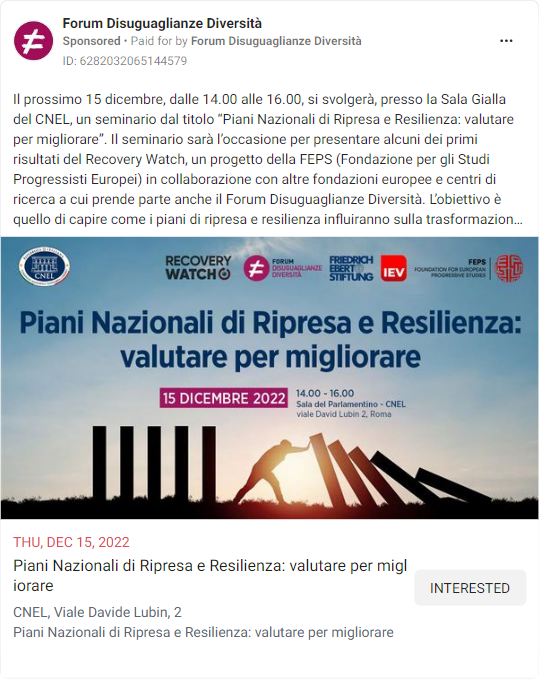 Forum Disuguaglianze Diversità
Sponsored • Paid for by Forum Disuguaglianze Diversità
ID: 6282032065144579
Il prossimo 15 dicembre, dalle 14.00 alle 16.00, si svolgerà, presso la Sala Gialla
del CNEL, un seminario dal titolo “Piani Nazionali di Ripresa e Resilienza: valutare
per migliorare”. Il seminario sarà l’occasione per presentare alcuni dei primi
risultati del Recovery Watch, un progetto della FEPS (Fondazione per gli Studi
Progressisti Europei) in collaborazione con altre fondazioni europee e centri di
ricerca a cui prende parte anche il Forum Disuguaglianze Diversità. L’obiettivo è
quello di capire come i piani di ripresa e resilienza influiranno sulla trasformazion...
CNEL
RECOVERY
WATCH
FORUM
DISUGUAGLIANZE
DIVERSITÀ
FRIEDRICH
EBERT
STIFTUNG
IEV
FEPS
FOUNDATION FOR EUROPEAN
PROGRESSIVE STUDIES
Piani Nazionali di Ripresa e Resilienza:
valutare per migliorare
15 DICEMBRE 2022
14.00 - 16.00
Sala del Parlamentino - CNEL
viale David Lubin 2, Roma
THU, DEC 15, 2022
Piani Nazionali di Ripresa e Resilienza: valutare per migl
iorare
INTERESTED
CNEL, Viale Davide Lubin, 2
Piani Nazionali di Ripresa e Resilienza: valutare per migliorare